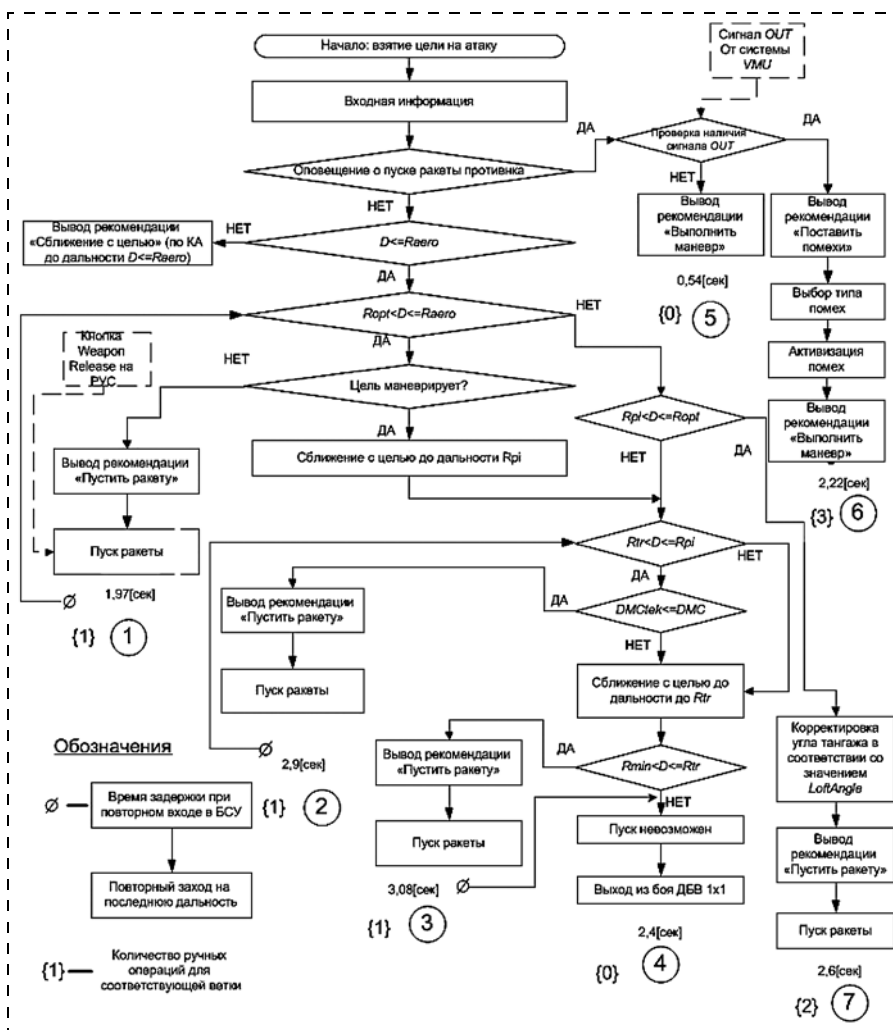 Начало: взятие цели на атаку
Сигнал OUT
От системы
VMU
Входная информация
ДА
Проверка наличия
сигнала OUT
ДА
Оповещение о пуске ракеты противнка
НЕТ
НЕТ
Вывод рекомендации
«Сближение с целью» (по КА
до дальности D<=Raero)
НЕТ
D<=Raero
Вывод
рекомендации
«Выполнить
маневр»
Вывод
рекомендации
«Поставить
помехи»
ДА
0,54[сек]
{0}
5
Выбор типа
помех
Ropt<D<=Raero
НЕТ
Кнопка
Weapon
Release на
РУС
НЕТ
ДА
Активизация
помех
Цель маневрирует?
Rpi<D<=Ropt
Вывод
рекомендации
«Выполнить
маневр»
ДА
ДА
НЕТ
Вывод рекомендации
«Пустить ракету»
Сближение с целью до дальности Rpi
2,22[сек]
{3}
6
Пуск ракеты
Rtr<D<=Rpi
НЕТ
1,97[сек]
{1}
1
ДА
Вывод рекомендации
«Пустить ракету»
ДА
DMCtek<=DMC
НЕТ
Пуск ракеты
Сближение с целью до
дальности до Rtr
2,9[сек]
{1}
2
Обозначения
Время задержки при
повторном входе в БСУ
Вывод рекомендации
«Пустить ракету»
ДА
Rmin<D<=Rtr
НЕТ
Корректировка
угла тангажа в
соответствии со
значением
LoftAngle
Пуск ракеты
Пуск невозможен
Вывод
рекомендации
«Пустить ракету»
Повторный заход на
последнюю дальность
3,08[сек]
{1}
3
Выход из боя ДБВ 1х1
Пуск ракеты
2,4[сек]
{0}
4
{1}
Количество ручных
операций для
соответствующей ветки
2,6[сек]
{2}
7